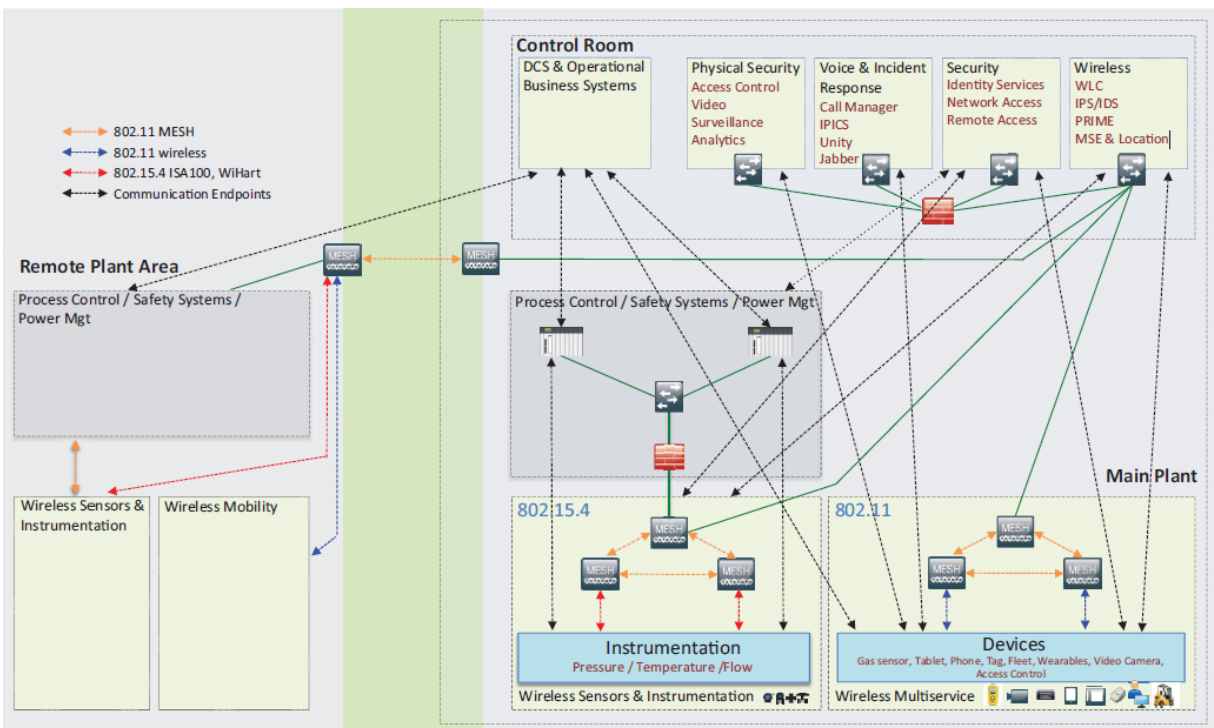 Control Room
DCS & Operational
Business Systems
Physical Security
Access Control
Video
Surveillance
Analytics
Voice & Incident
Response
Call Manager
IPICS
Unity
Jabber
Security
Identity Services
Network Access
Remote Access
Wireless
WLC
IPS/IDS
PRIME
MSE & Location
802.11 MESH
802.11 wireless
802.15.4 ISA100, WiHart
Communication Endpoints
MESH
MESH
Remote Plant Area
Process Control / Safety Systems /
Power Mgt
Process Control / Safety Systems / Power Mgt
Main Plant
Wireless Sensors &
Instrumentation
Wireless Mobility
802.15.4
MESH
MESH
MESH
Instrumentation
Pressure / Temperature /Flow
Wireless Sensors & Instrumentation
802.11
MESH
MESH
MESH
Devices
Gas sensor, Tablet, Phone, Tag, Fleet, Wearables, Video Camera,
Access Control
Wireless Multiservice